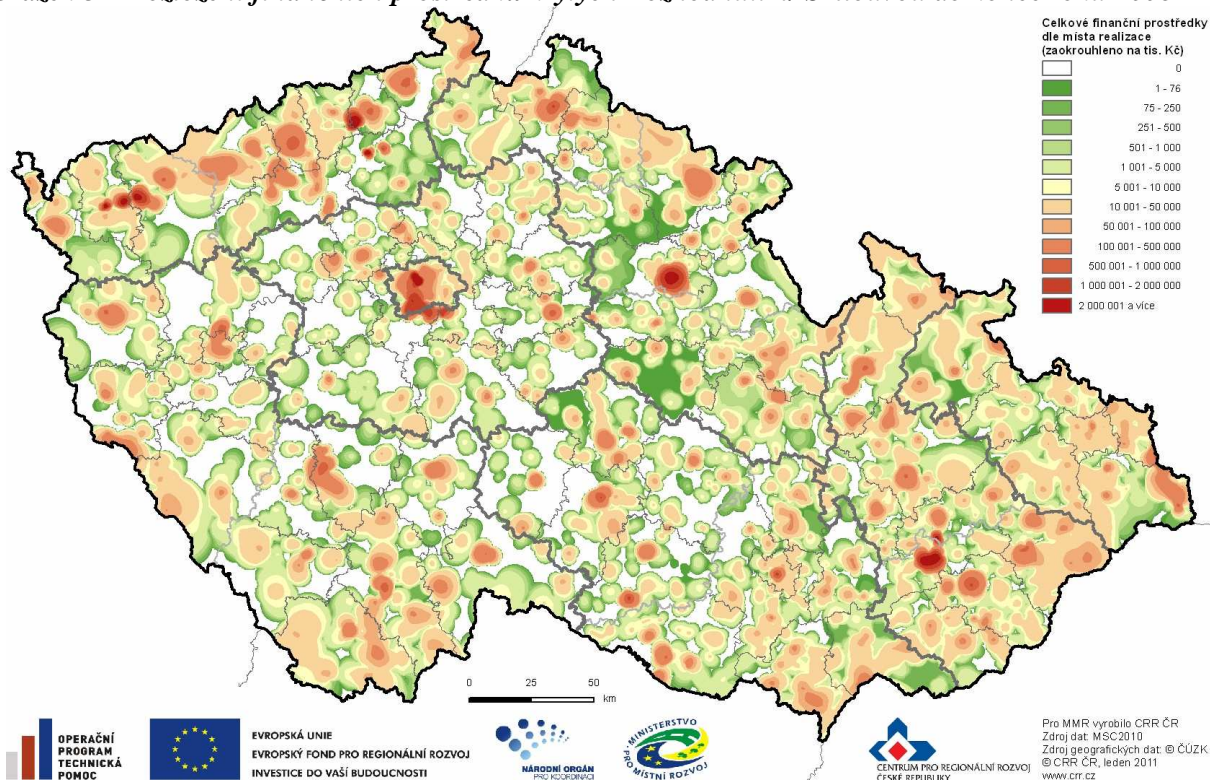 Celkové finanční prostředky
dle místa realizace
(zaokrouhleno na tis. Kč)
0
1 - 76
75 - 250
251 - 500
501 - 1 000
1 001 - 5 000
5 001 - 10 000
10 001 - 50 000
50 001 - 100 000
100 001 - 500 000
500 001 - 1 000 000
1 000 001 - 2 000 000
2 000 001 a více
0 25 50
km
OPERAČNÍ
PROGRAM
TECHNICKÁ
POMOC
EVROPSKÁ UNIE
EVROPSKÝ FOND PRO REGIONÁLNÍ ROZVOJ
INVESTICE DO VAŠÍ BUDOUCNOSTI
NÁRODNÍ ORGÁN
PRO KOORDINACI
MINISTERSTVO
PRO MÍSTNÍ ROZVOJ
CENTRUM PRO REGIONÁLNÍ ROZVOJ
ČESKÉ REPUBLIKY
Pro MMR vyrobilo CRR ČR
Zdroj dat: MSC2010
Zdroj geografických dat: © ČÚZK
© CRR ČR, leden 2011
www.crr.cz